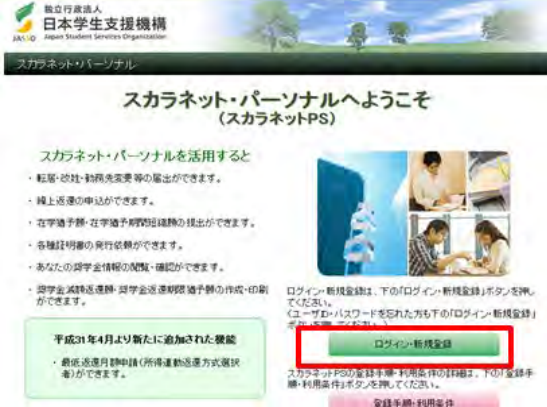 独立行政法人
日本学生支援機構
JASSO Japan Student Services Organization
スカラネット・パーソナル
スカラネット・パーソナルへようこそ
(スカラネットPS)
スカラネット・パーソナルを活用すると
・ 転居・改姓・勤務先変更等の届出ができます。
・ 繰上返還の申込ができます。
・ 在学猶予願・在学猶予期間短縮願の提出ができます。
・ 各種証明書の発行依頼ができます。
・ あなたの奨学金情報の閲覧・確認ができます。
・ 奨学金減額返還願・奨学金返還期限猶予願の作成・印刷
ができます。
平成31年4月より新たに追加された機能
・ 最低返還月額申請(所得連動返還方式選択
者)ができます。
ログイン・新規登録は、下の「ログイン・新規登録」ボタンを押し
てください。
(ユーザID・パスワードを忘れた方も下の「ログイン・新規登録」
ボタンを押してください。)
ログイン・新規登録
スカラネットPSの登録手順・利用条件の詳細は、下の「登録手
順・利用条件」ボタンを押してください。
登録手順・利用条件